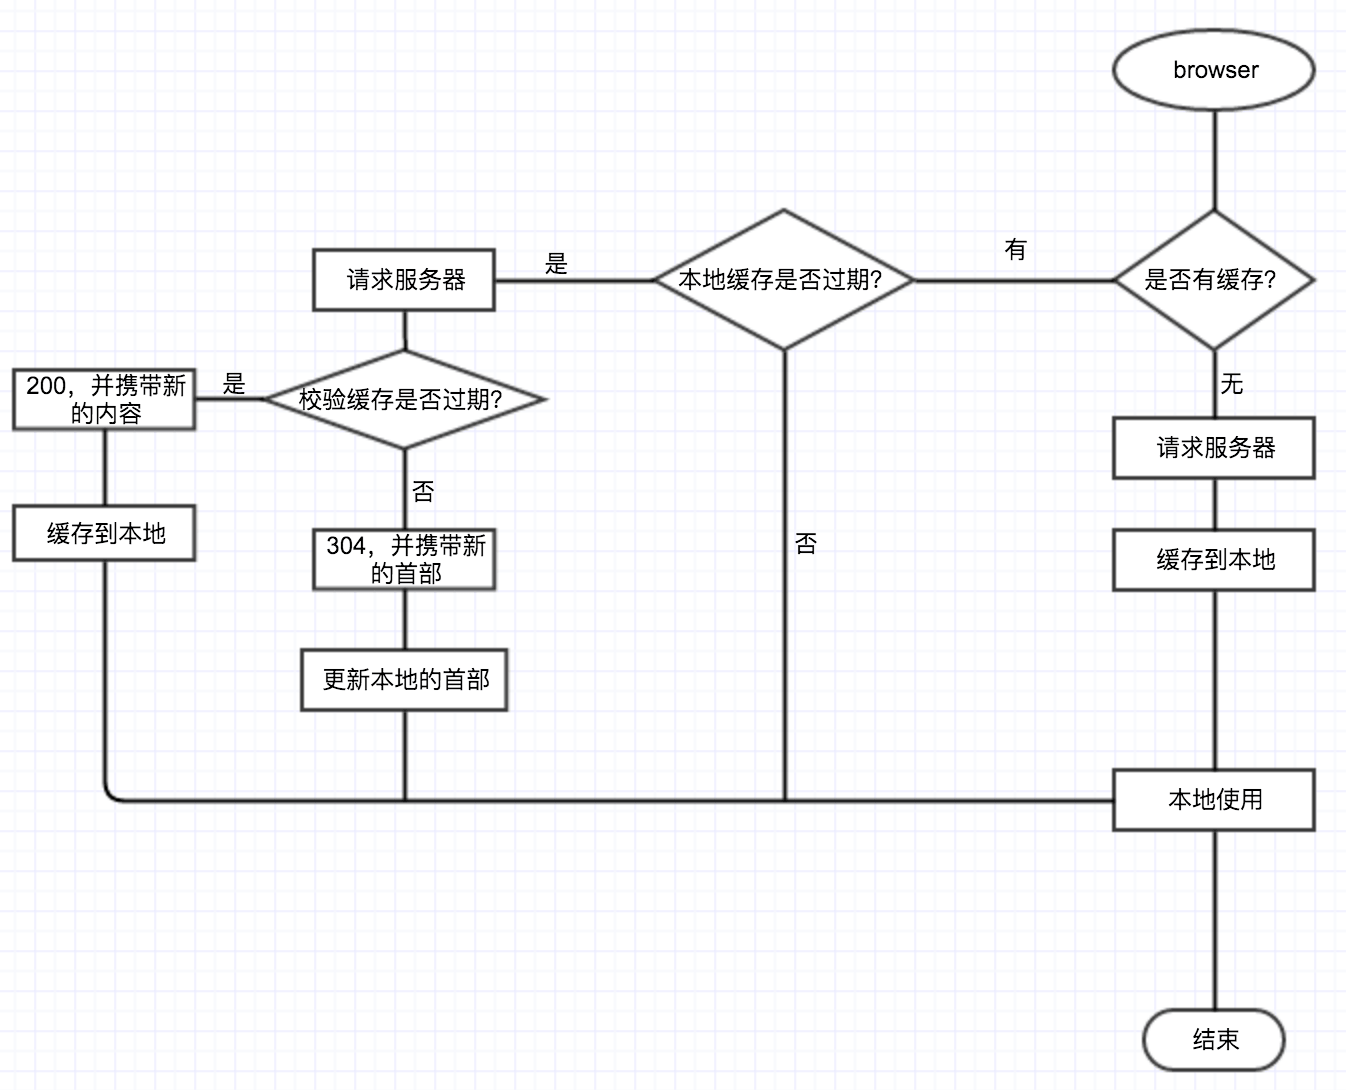 browser
是否有缓存?
有
本地缓存是否过期?
是
请求服务器
校验缓存是否过期?
是
200，并携带新
的内容
缓存到本地
否
304，并携带新
的首部
更新本地的首部
否
无
请求服务器
缓存到本地
本地使用
结束